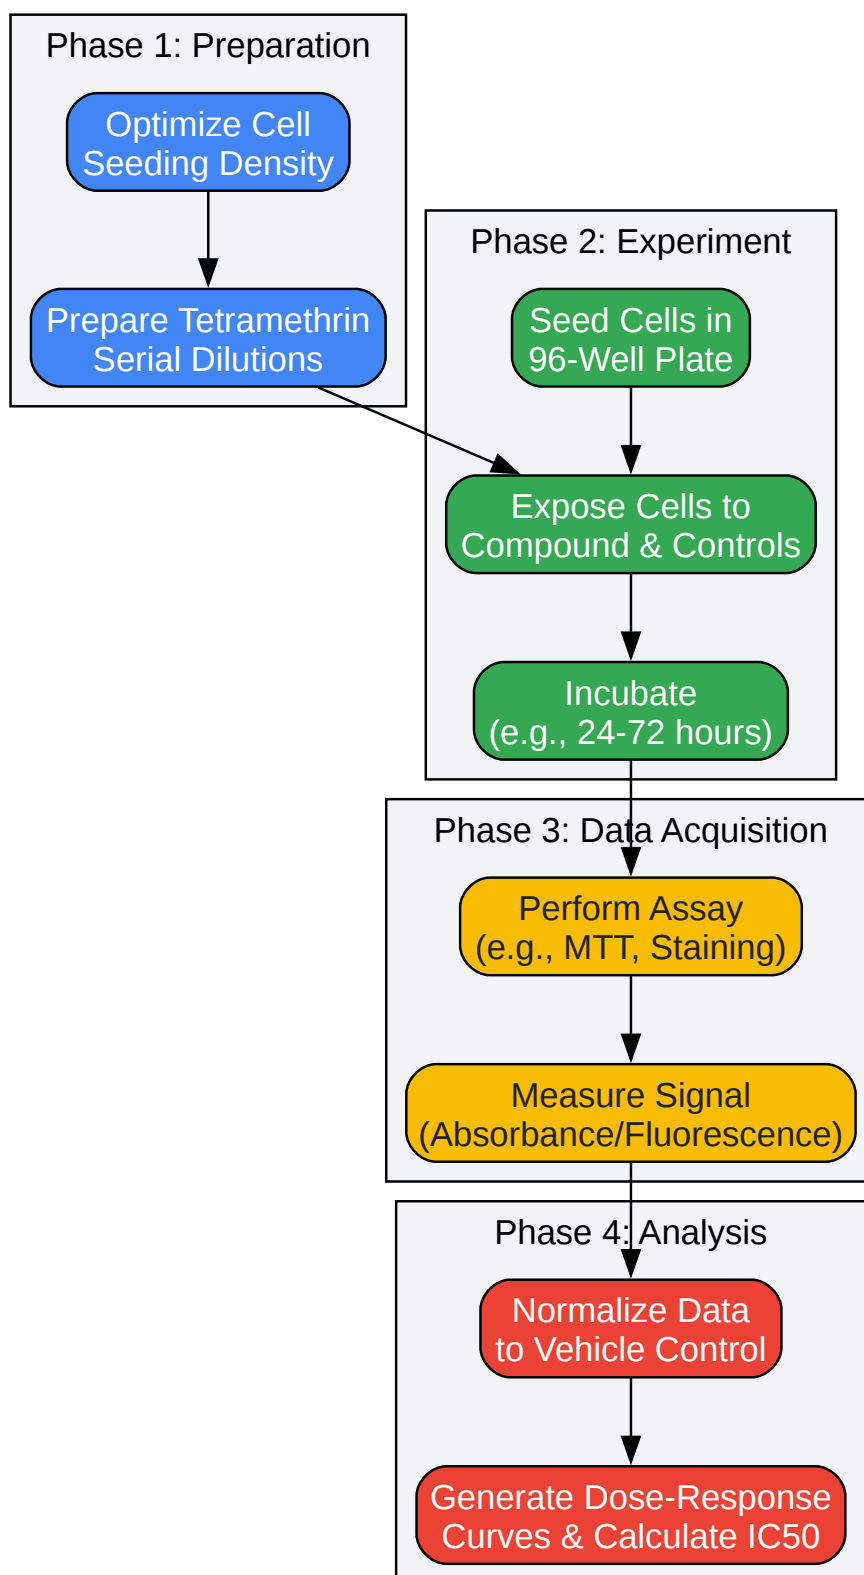 Phase 1: Preparation
Optimize Cell
Seeding Density
Prepare Tetramethrin
Serial Dilutions
Phase 2: Experiment
Seed Cells in
96-Well Plate
Expose Cells to
Compound & Controls
Incubate
(e.g., 24-72 hours)
Phase 3: Data Acquisition
Perform Assay
(e.g., MTT, Staining)
Measure Signal
(Absorbance/Fluorescence)
Phase 4: Analysis
Normalize Data
to Vehicle Control
Generate Dose-Response
Curves & Calculate IC50